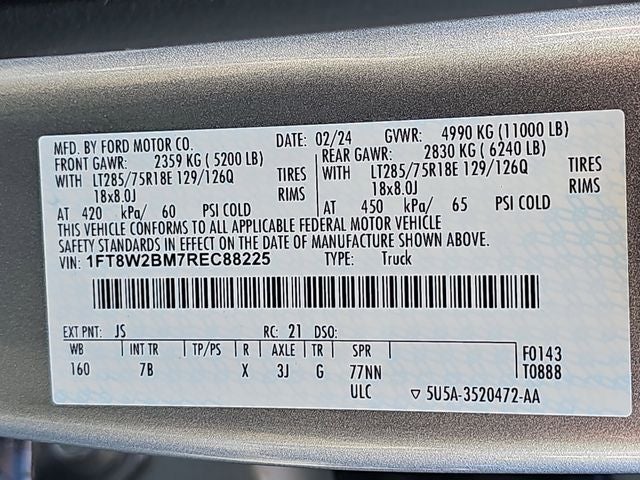 MFD. BY FORD MOTOR CO. DATE: 02/24 GVWR: 4990 KG (11000 LB)
FRONT GAWR: 2359 KG ( 5200 LB) REAR GAWR: 2830 KG ( 6240 LB)
WITH LT285/75R18E 129/126Q TIRES WITH LT285/75R18E 129/126Q TIRES
18x8.0J RIMS 18x8.0J RIMS
AT 420 kPa/ 60 PSI COLD AT 450 kPa/ 65 PSI COLD
THIS VEHICLE CONFORMS TO ALL APPLICABLE FEDERAL MOTOR VEHICLE
SAFETY STANDARDS IN EFFECT ON THE DATE OF MANUFACTURE SHOWN ABOVE.
VIN: 1FT8W2BM7REC88225 TYPE: Truck
EXT PNT: JS RC: 21 DSO:
WB INT TR TP/PS R AXLE TR SPR F0143
160 7B X 3J G 77NN T0888
ULC ▽ 5U5A-3520472-AA